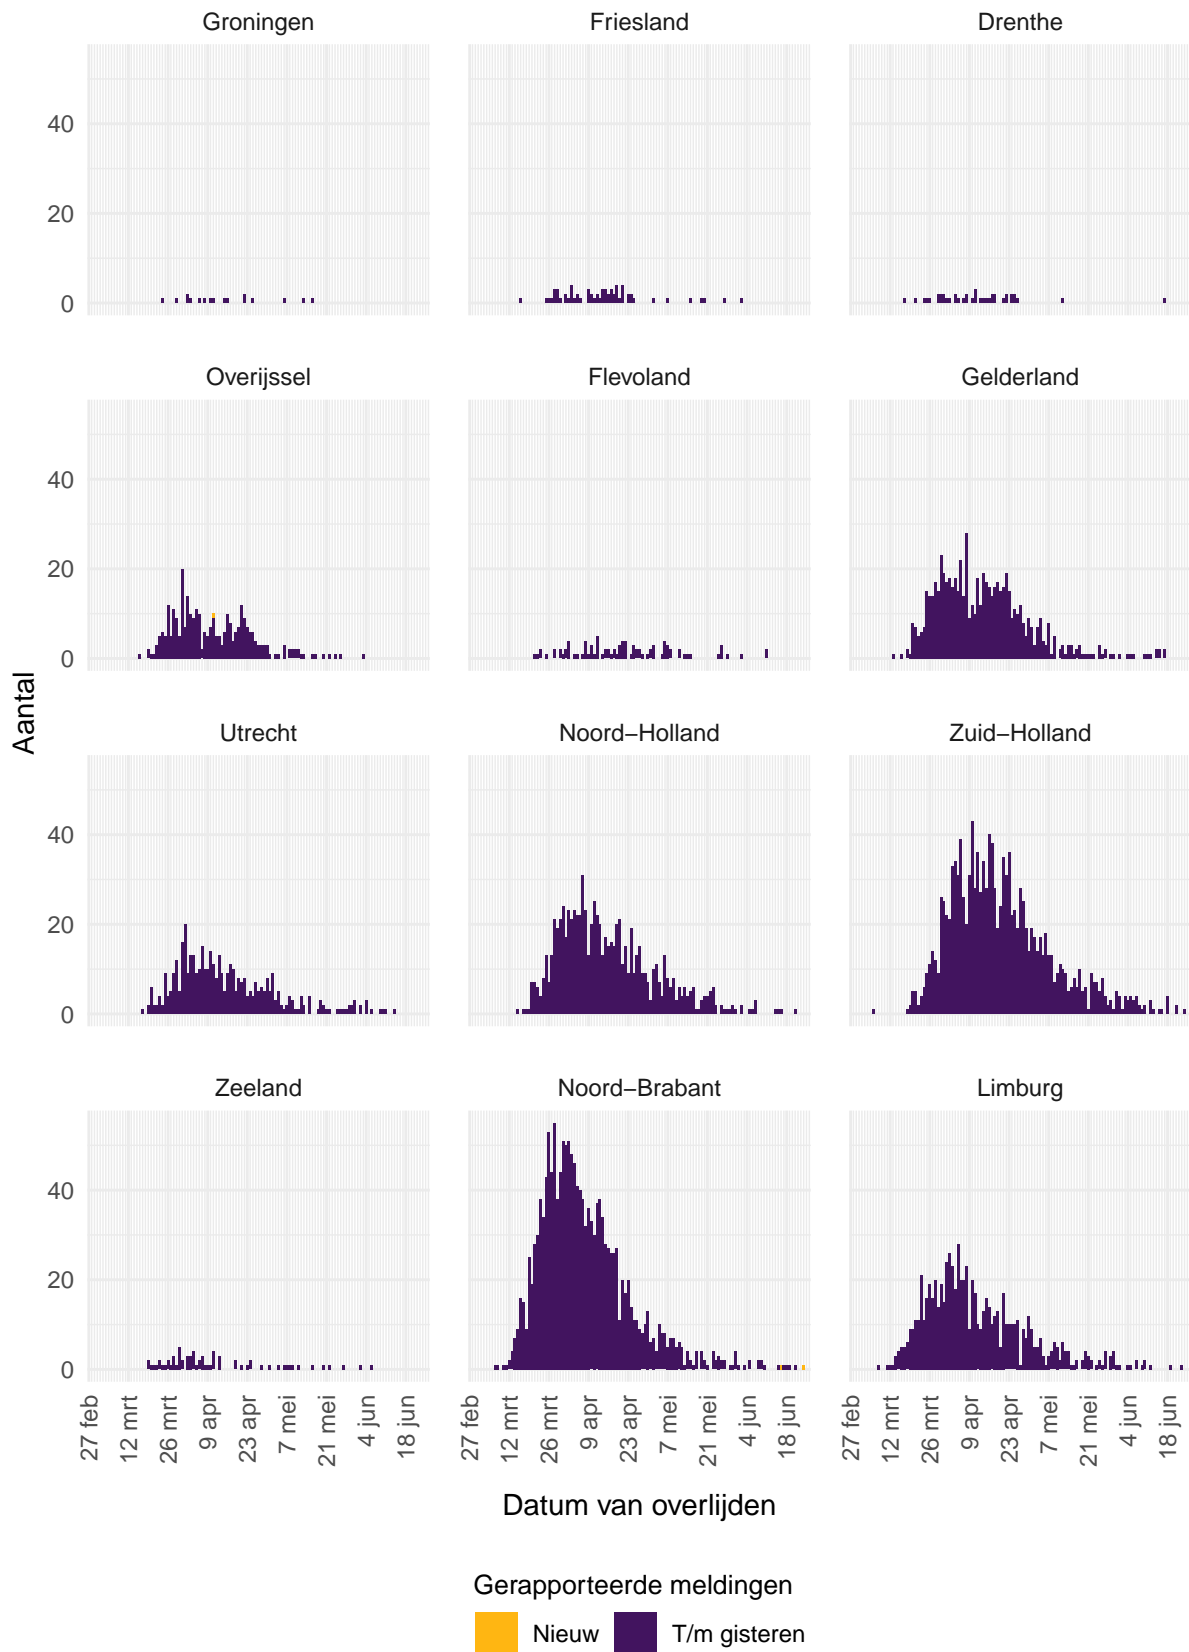 Groningen
Friesland
Drenthe
40
20
0
Overijssel
Flevoland
Gelderland
40
20
0
Aantal
Utrecht
Noord−Holland
Zuid−Holland
40
20
0
Zeeland
Noord−Brabant
Limburg
40
20
0
27 feb
12 mrt
26 mrt
9 apr
23 apr
7 mei
21 mei
4 jun
18 jun
27 feb
12 mrt
26 mrt
9 apr
23 apr
7 mei
21 mei
4 jun
18 jun
27 feb
12 mrt
26 mrt
9 apr
23 apr
7 mei
21 mei
4 jun
18 jun
Datum van overlijden
Gerapporteerde meldingen
Nieuw
T/m gisteren